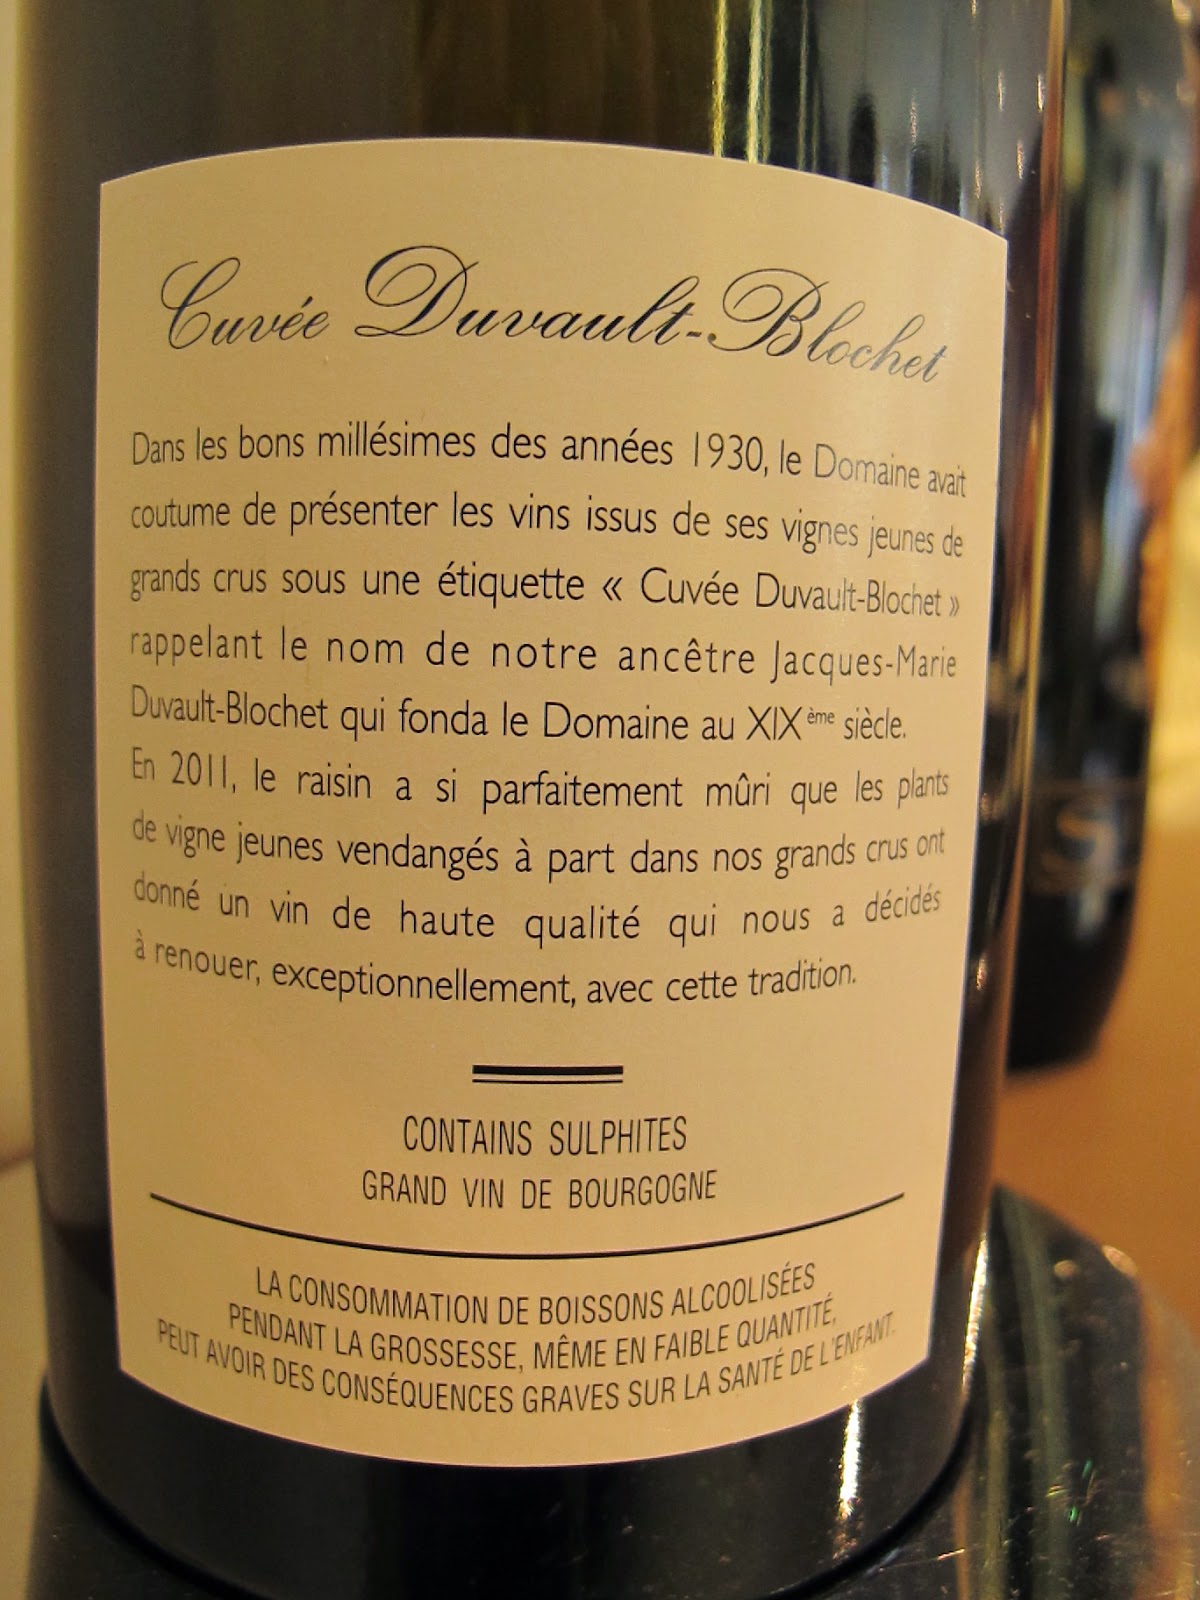 Cuvée Duvault-Blochet
Dans les bons millésimes des années 1930, le Domaine avait
coutume de présenter les vins issus de ses vignes jeunes de
grands crus sous une étiquette « Cuvée Duvault-Blochet »
rappelant le nom de notre ancêtre Jacques-Marie
Duvault-Blochet qui fonda le Domaine au XIXème siècle.
En 2011, le raisin a si parfaitement mûri que les plants
de vigne jeunes vendangés à part dans nos grands crus ont
donné un vin de haute qualité qui nous a décidés
à renouer, exceptionnellement, avec cette tradition.
CONTAINS SULPHITES
GRAND VIN DE BOURGOGNE
LA CONSOMMATION DE BOISSONS ALCOOLISÉES
PENDANT LA GROSSESSE, MÊME EN FAIBLE QUANTITÉ,
PEUT AVOIR DES CONSÉQUENCES GRAVES SUR LA SANTÉ DE L'ENFANT.